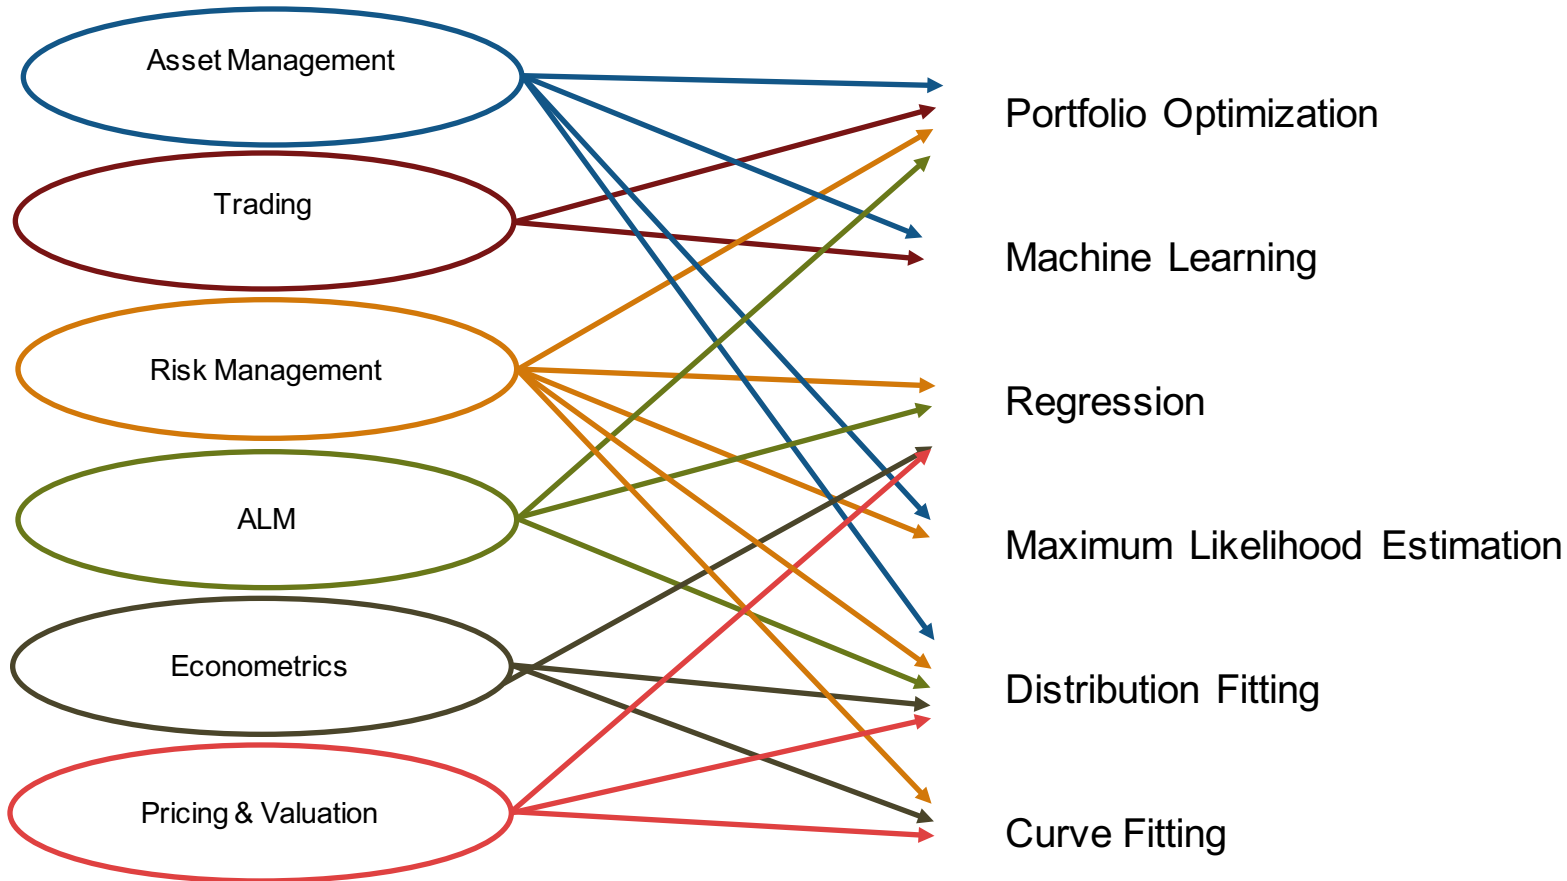 Asset Management
Trading
Risk Management
ALM
Econometrics
Pricing & Valuation
Portfolio Optimization
Machine Learning
Regression
Maximum Likelihood Estimation
Distribution Fitting
Curve Fitting